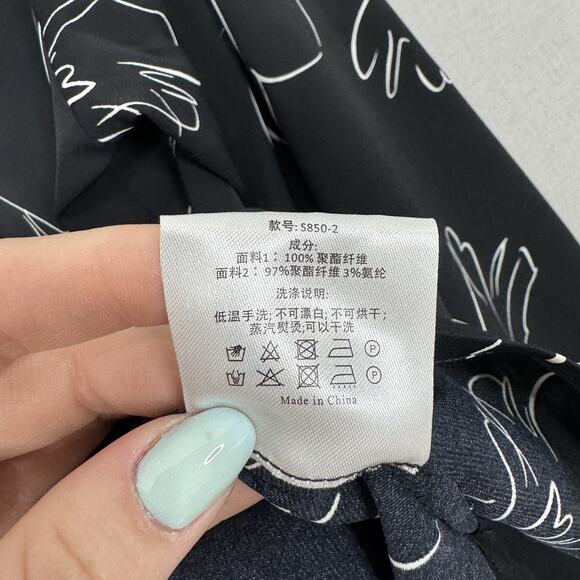 款号: S850-2
成分:
面料1: 100% 聚酯纤维
面料2: 97%聚酯纤维 3%氨纶
洗涤说明:
低温手洗; 不可漂白; 不可烘干;
蒸汽熨烫; 可以干洗
P
P
Made in China